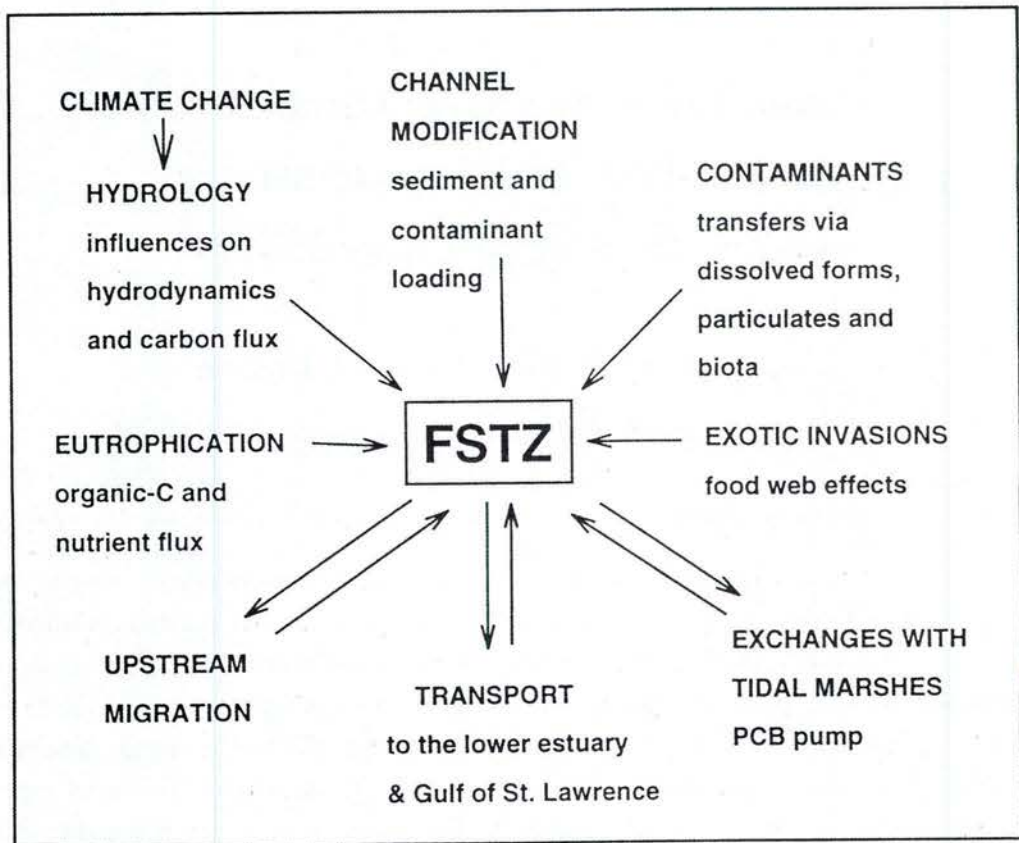 CLIMATE CHANGE
HYDROLOGY
influences on
hydrodynamics
and carbon flux
CHANNEL
MODIFICATION
sediment and
contaminant
loading
CONTAMINANTS
transfers via
dissolved forms,
particulates and
biota
EUTROPHICATION
organic-C and
nutrient flux
FSTZ
EXOTIC INVASIONS
food web effects
UPSTREAM
MIGRATION
TRANSPORT
to the lower estuary
& Gulf of St. Lawrence
EXCHANGES WITH
TIDAL MARSHES
PCB pump